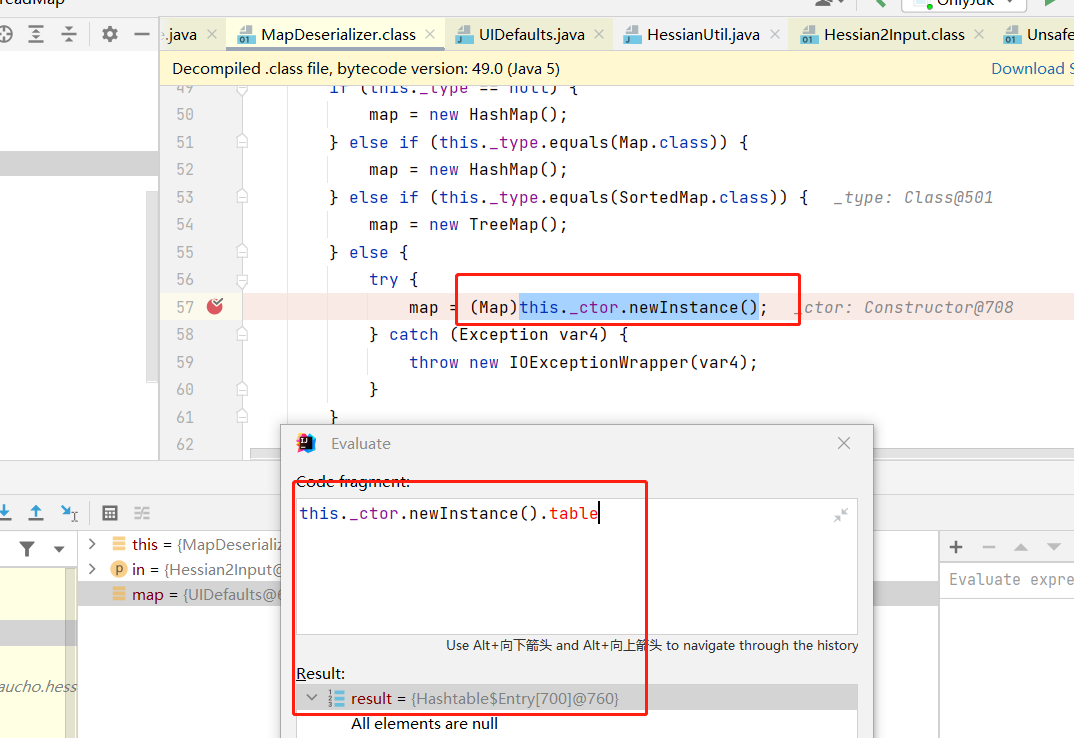 readMap
OnlyJdk
.java
MapDeserializer.class
UIDefaults.java
HessianUtil.java
Hessian2Input.class
Unsafe
Decompiled .class file, bytecode version: 49.0 (Java 5)
Download S
49 if (this._type == null) {
50 map = new HashMap();
51 } else if (this._type.equals(Map.class)) {
52 map = new HashMap();
53 } else if (this._type.equals(SortedMap.class)) { _type: Class@501
54 map = new TreeMap();
55 } else {
56 try {
57 map = (Map)this._ctor.newInstance(); _ctor: Constructor@708
58 } catch (Exception var4) {
59 throw new IOExceptionWrapper(var4);
60 }
61 }
62
Evaluate
Code fragment:
this._ctor.newInstance().table
Use Alt+向下箭头 and Alt+向上箭头 to navigate through the history
Result:
result = {Hashtable$Entry[700]@760}
All elements are null
this = {MapDeserializ
in = {Hessian2Input@
map = {UIDefaults@6
aucho.hess
Evaluate expre